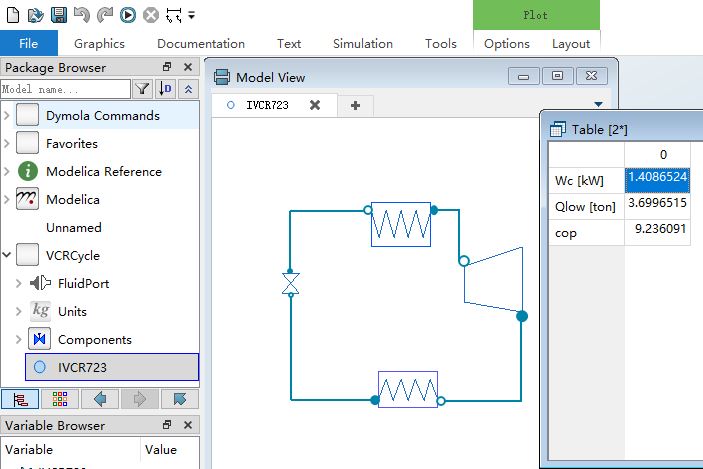 Plot
File Graphics Documentation Text Simulation Tools Options Layout
Package Browser
Model name...
Dymola Commands
Favorites
i Modelica Reference
Modelica
Unnamed
VCRCycle
FluidPort
kg Units
Components
IVCR723
Variable Browser
Variable Value
Model View
IVCR723
Table [2*]
0
Wc [kW] 1.4086524
Qlow [ton] 3.6996515
cop 9.236091